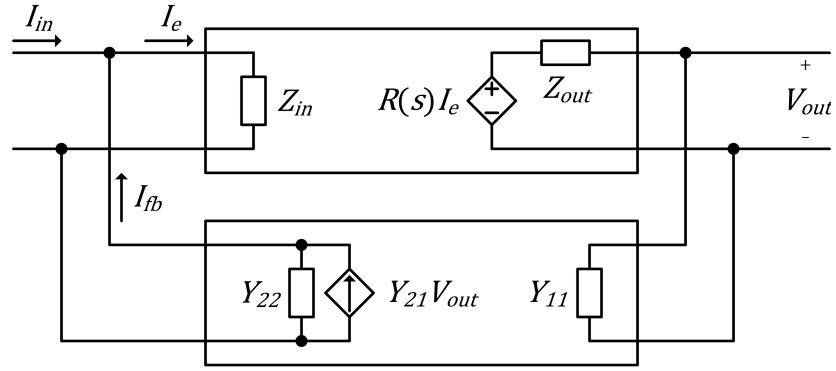 I_in
I_e
Z_in
R(s) I_e
+
−
Z_out
+
V_out
-
I_fb
Y_22
Y_21 V_out
Y_11